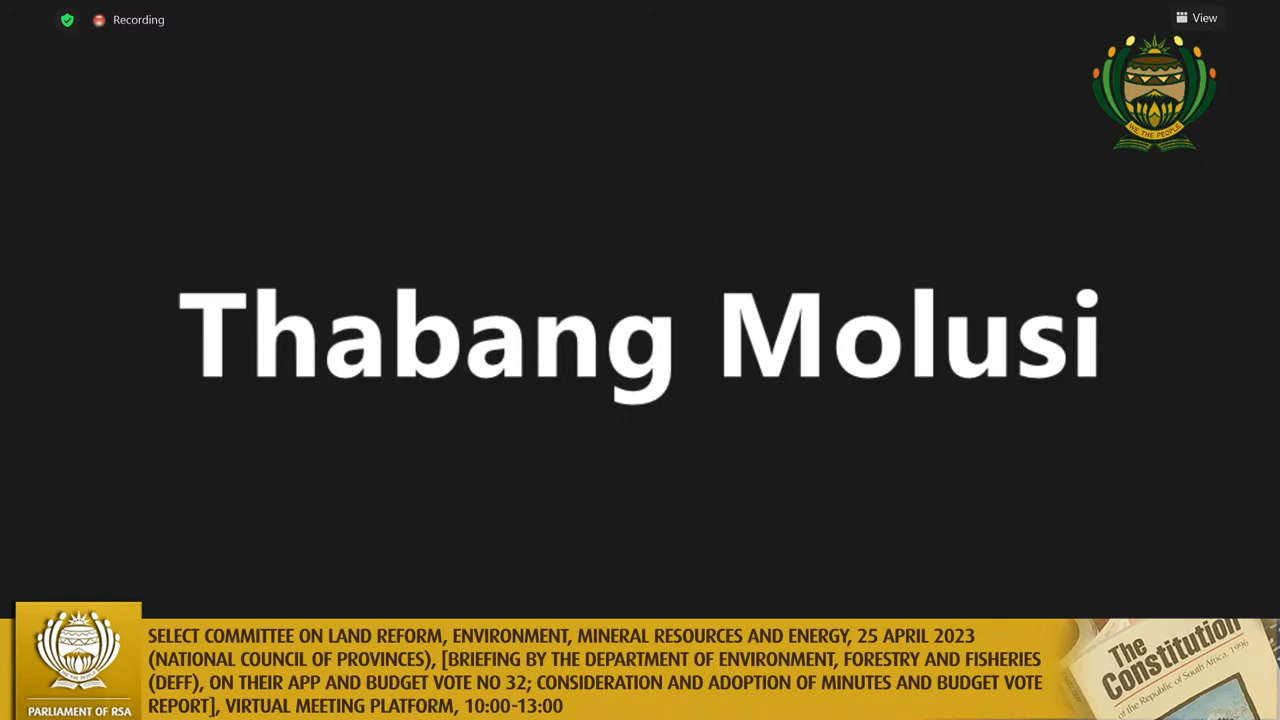 Recording
View
WE, THE PEOPLE
Thabang Molusi
SELECT COMMITTEE ON LAND REFORM, ENVIRONMENT, MINERAL RESOURCES AND ENERGY, 25 APRIL 2023
(NATIONAL COUNCIL OF PROVINCES), [BRIEFING BY THE DEPARTMENT OF ENVIRONMENT, FORESTRY AND FISHERIES
(DEFF), ON THEIR APP AND BUDGET VOTE NO 32; CONSIDERATION AND ADOPTION OF MINUTES AND BUDGET VOTE
REPORT], VIRTUAL MEETING PLATFORM, 10:00-13:00
WE, THE PEOPLE
PARLIAMENT OF RSA
The
Constitution
of the Republic of South Africa, 1996